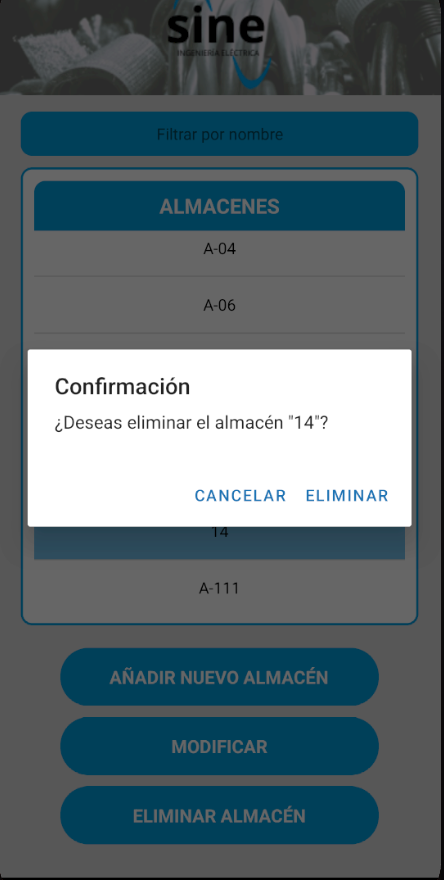 sine
INGENIERÍA ELÉCTRICA
Filtrar por nombre
ALMACENES
A-04
A-06
Confirmación
¿Deseas eliminar el almacén "14"?
CANCELAR ELIMINAR
14
A-111
AÑADIR NUEVO ALMACÉN
MODIFICAR
ELIMINAR ALMACÉN